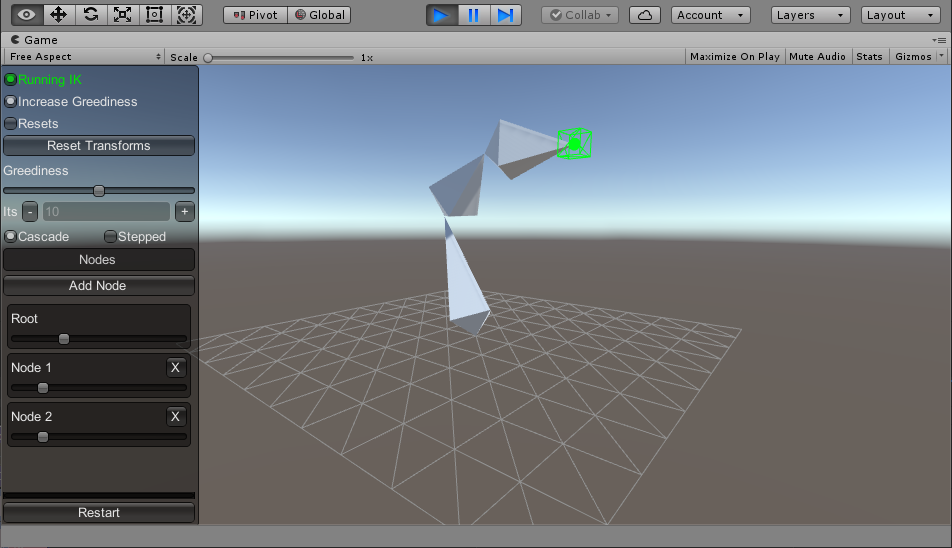 Pivot Global Collab Account Layers Layout
Game
Free Aspect Scale 1x Maximize On Play Mute Audio Stats Gizmos
Running IK
Increase Greediness
Resets
Reset Transforms
Greediness
Its - 10 +
Cascade Stepped
Nodes
Add Node
Root
Node 1 X
Node 2 X
Restart